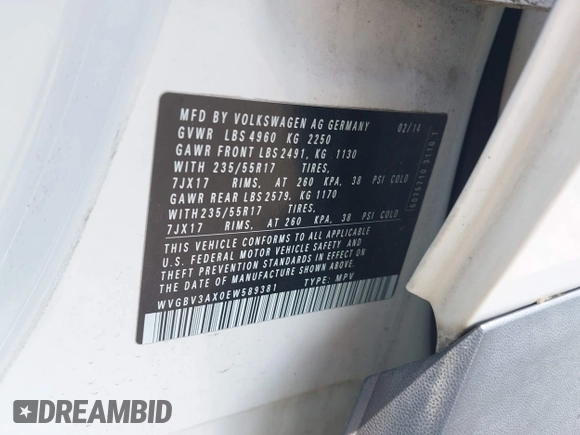 MFD BY VOLKSWAGEN AG GERMANY 02/14
GVWR LBS 4960 KG 2250
GAWR FRONT LBS 2491, KG 1130
WITH 235/55R17 TIRES,
7JX17 RIMS, AT 260 KPA, 38 PSI COLD
GAWR REAR LBS 2579, KG 1170
WITH 235/55R17 TIRES,
7JX17 RIMS, AT 260 KPA, 38 PSI COLD
THIS VEHICLE CONFORMS TO ALL APPLICABLE
U.S. FEDERAL MOTOR VEHICLE SAFETY AND
THEFT PREVENTION STANDARDS IN EFFECT ON
THE DATE OF MANUFACTURE SHOWN ABOVE
WVGBV3AX0EW589381 TYPE: MPV
DREAMBID